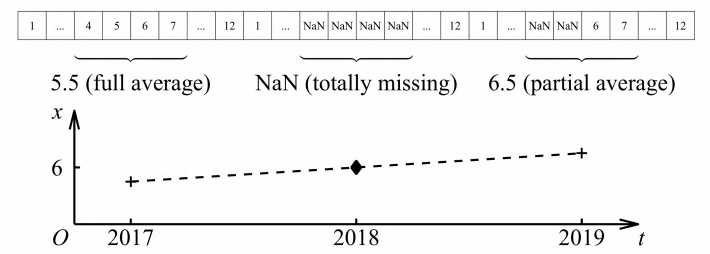 1 ... 4 5 6 7 ... 12 1 ... NaN NaN NaN NaN ... 12 1 ... NaN NaN 6 7 ... 12
5.5 (full average) NaN (totally missing) 6.5 (partial average)
x
6
O 2017 2018 2019 t